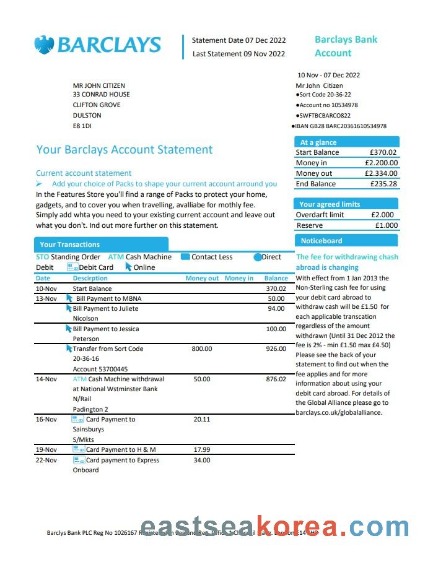 BARCLAYS
Statement Date 07 Dec 2022
Last Statement 09 Nov 2022
Barclays Bank
Account
MR JOHN CITIZEN
33 CONRAD HOUSE
CLIFTON GROVE
DULSTON
E8 1DI
10 Nov - 07 Dec 2022
Mr John Citizen
●Sort Code 20-36-22
●Account no 10534978
●SWFTBCBARCO822
●IBAN GB2B BARC20361610534978
Your Barclays Account Statement
Current account statement
➢ Add your choice of Packs to shape your current account arround you
In the Features Store you'll find a range of Packs to protect your home,
gadgets, and to cover you when travelling, avalliabe for mothly fee.
Simply add whta you need to your existing current account and leave out
what you don't. Ind out more further on this statement.
At a glance
Start Balance £370.02
Money in £2.200.00
Money out £2.334.00
End Balance £235.28
Your agreed limits
Overdarft limit £2.000
Reserve £1.000
Noticeboard
The fee for withdrawing chash
abroad is changing
With effect from 1 Jan 2013 the
Non-Sterling cash fee for using
your debit card abroad to
withdraw cash will be £1.50 for
each applicable transcation
regardless of the amount
withdrawn (Until 31 Dec 2012 the
fee is 2% - min £1.50 max £4.50)
Please see the back of your
statement to find out when the
fee applies and for more
information about using your
debit card abroad. For details of
the Global Alliance please go to
barclays.co.uk/globalalliance.
Your Transactions
STO Standing Order ATM Cash Machine Contact Less Direct
Debit Debit Card Online
Date Desciption Money out Money in Balance
10-Nov Start Balance 370.02
13-Nov Bill Payment to MBNA 50.00
Bill Payment to Juliete 94.00
Nicolson
Bill Payment to Jessica 100.00
Peterson
Transfer from Sort Code 800.00 926.00
20-36-16
Account 53700445
14-Nov ATM Cash Machine withdrawal 50.00 876.02
at National Wstminster Bank
N/Rail
Padington 2
16-Nov Card Payment to 20.11
Sainsburys
S/Mkts
19-Nov Card Payment to H & M 17.99
22-Nov Card payment to Express 34.00
Onboard
Barclys Bank PLC Reg No 1026167
eastseakorea.com